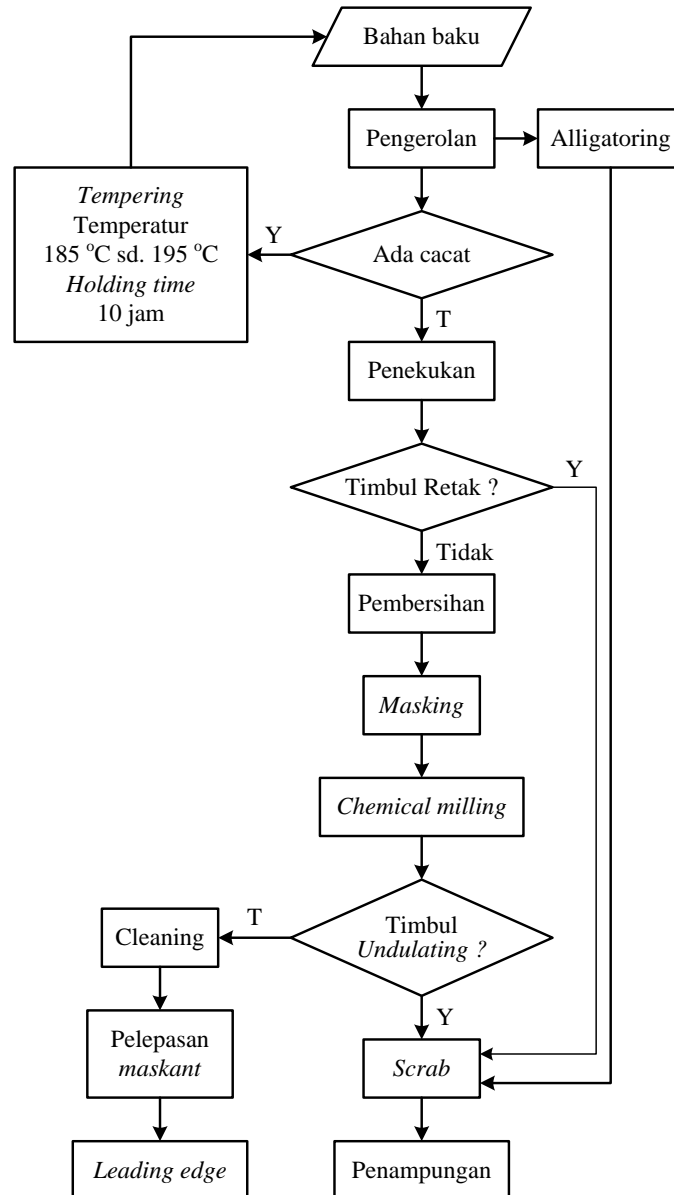 Bahan baku
Pengerolan
Alligatoring
Tempering
Temperatur
185 °C sd. 195 °C
Holding time
10 jam
Y
Ada cacat
T
Penekukan
Timbul Retak ?
Y
Tidak
Pembersihan
Masking
Chemical milling
Timbul
Undulating ?
T
Cleaning
Y
Pelepasan
maskant
Scrab
Leading edge
Penampungan